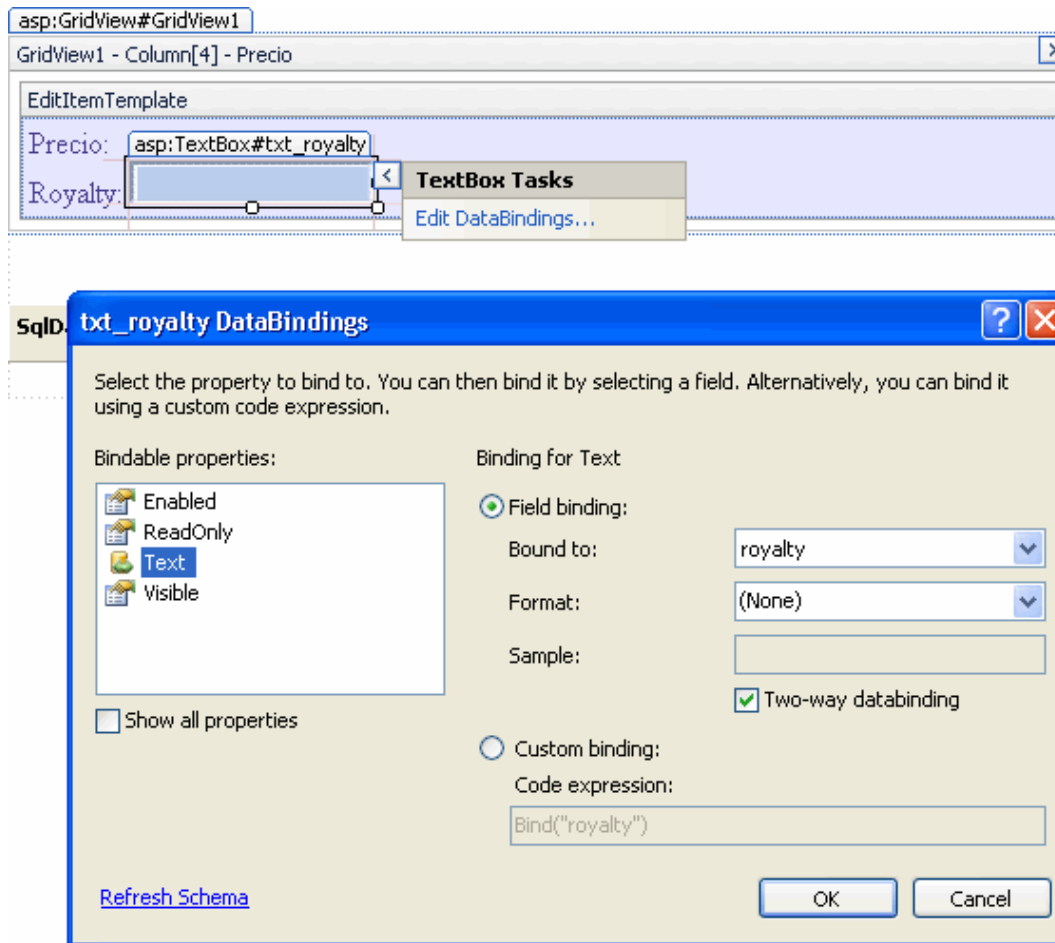 asp:GridView#GridView1
GridView1 - Column[4] - Precio
EditItemTemplate
Precio: asp:TextBox#txt_royalty
Royalty:
TextBox Tasks
Edit DataBindings...
SqlD
txt_royalty DataBindings
Select the property to bind to. You can then bind it by selecting a field. Alternatively, you can bind it
using a custom code expression.
Bindable properties:
Enabled
ReadOnly
Text
Visible
Show all properties
Binding for Text
Field binding:
Bound to: royalty
Format: (None)
Sample:
Two-way databinding
Custom binding:
Code expression:
Bind("royalty")
Refresh Schema
OK
Cancel